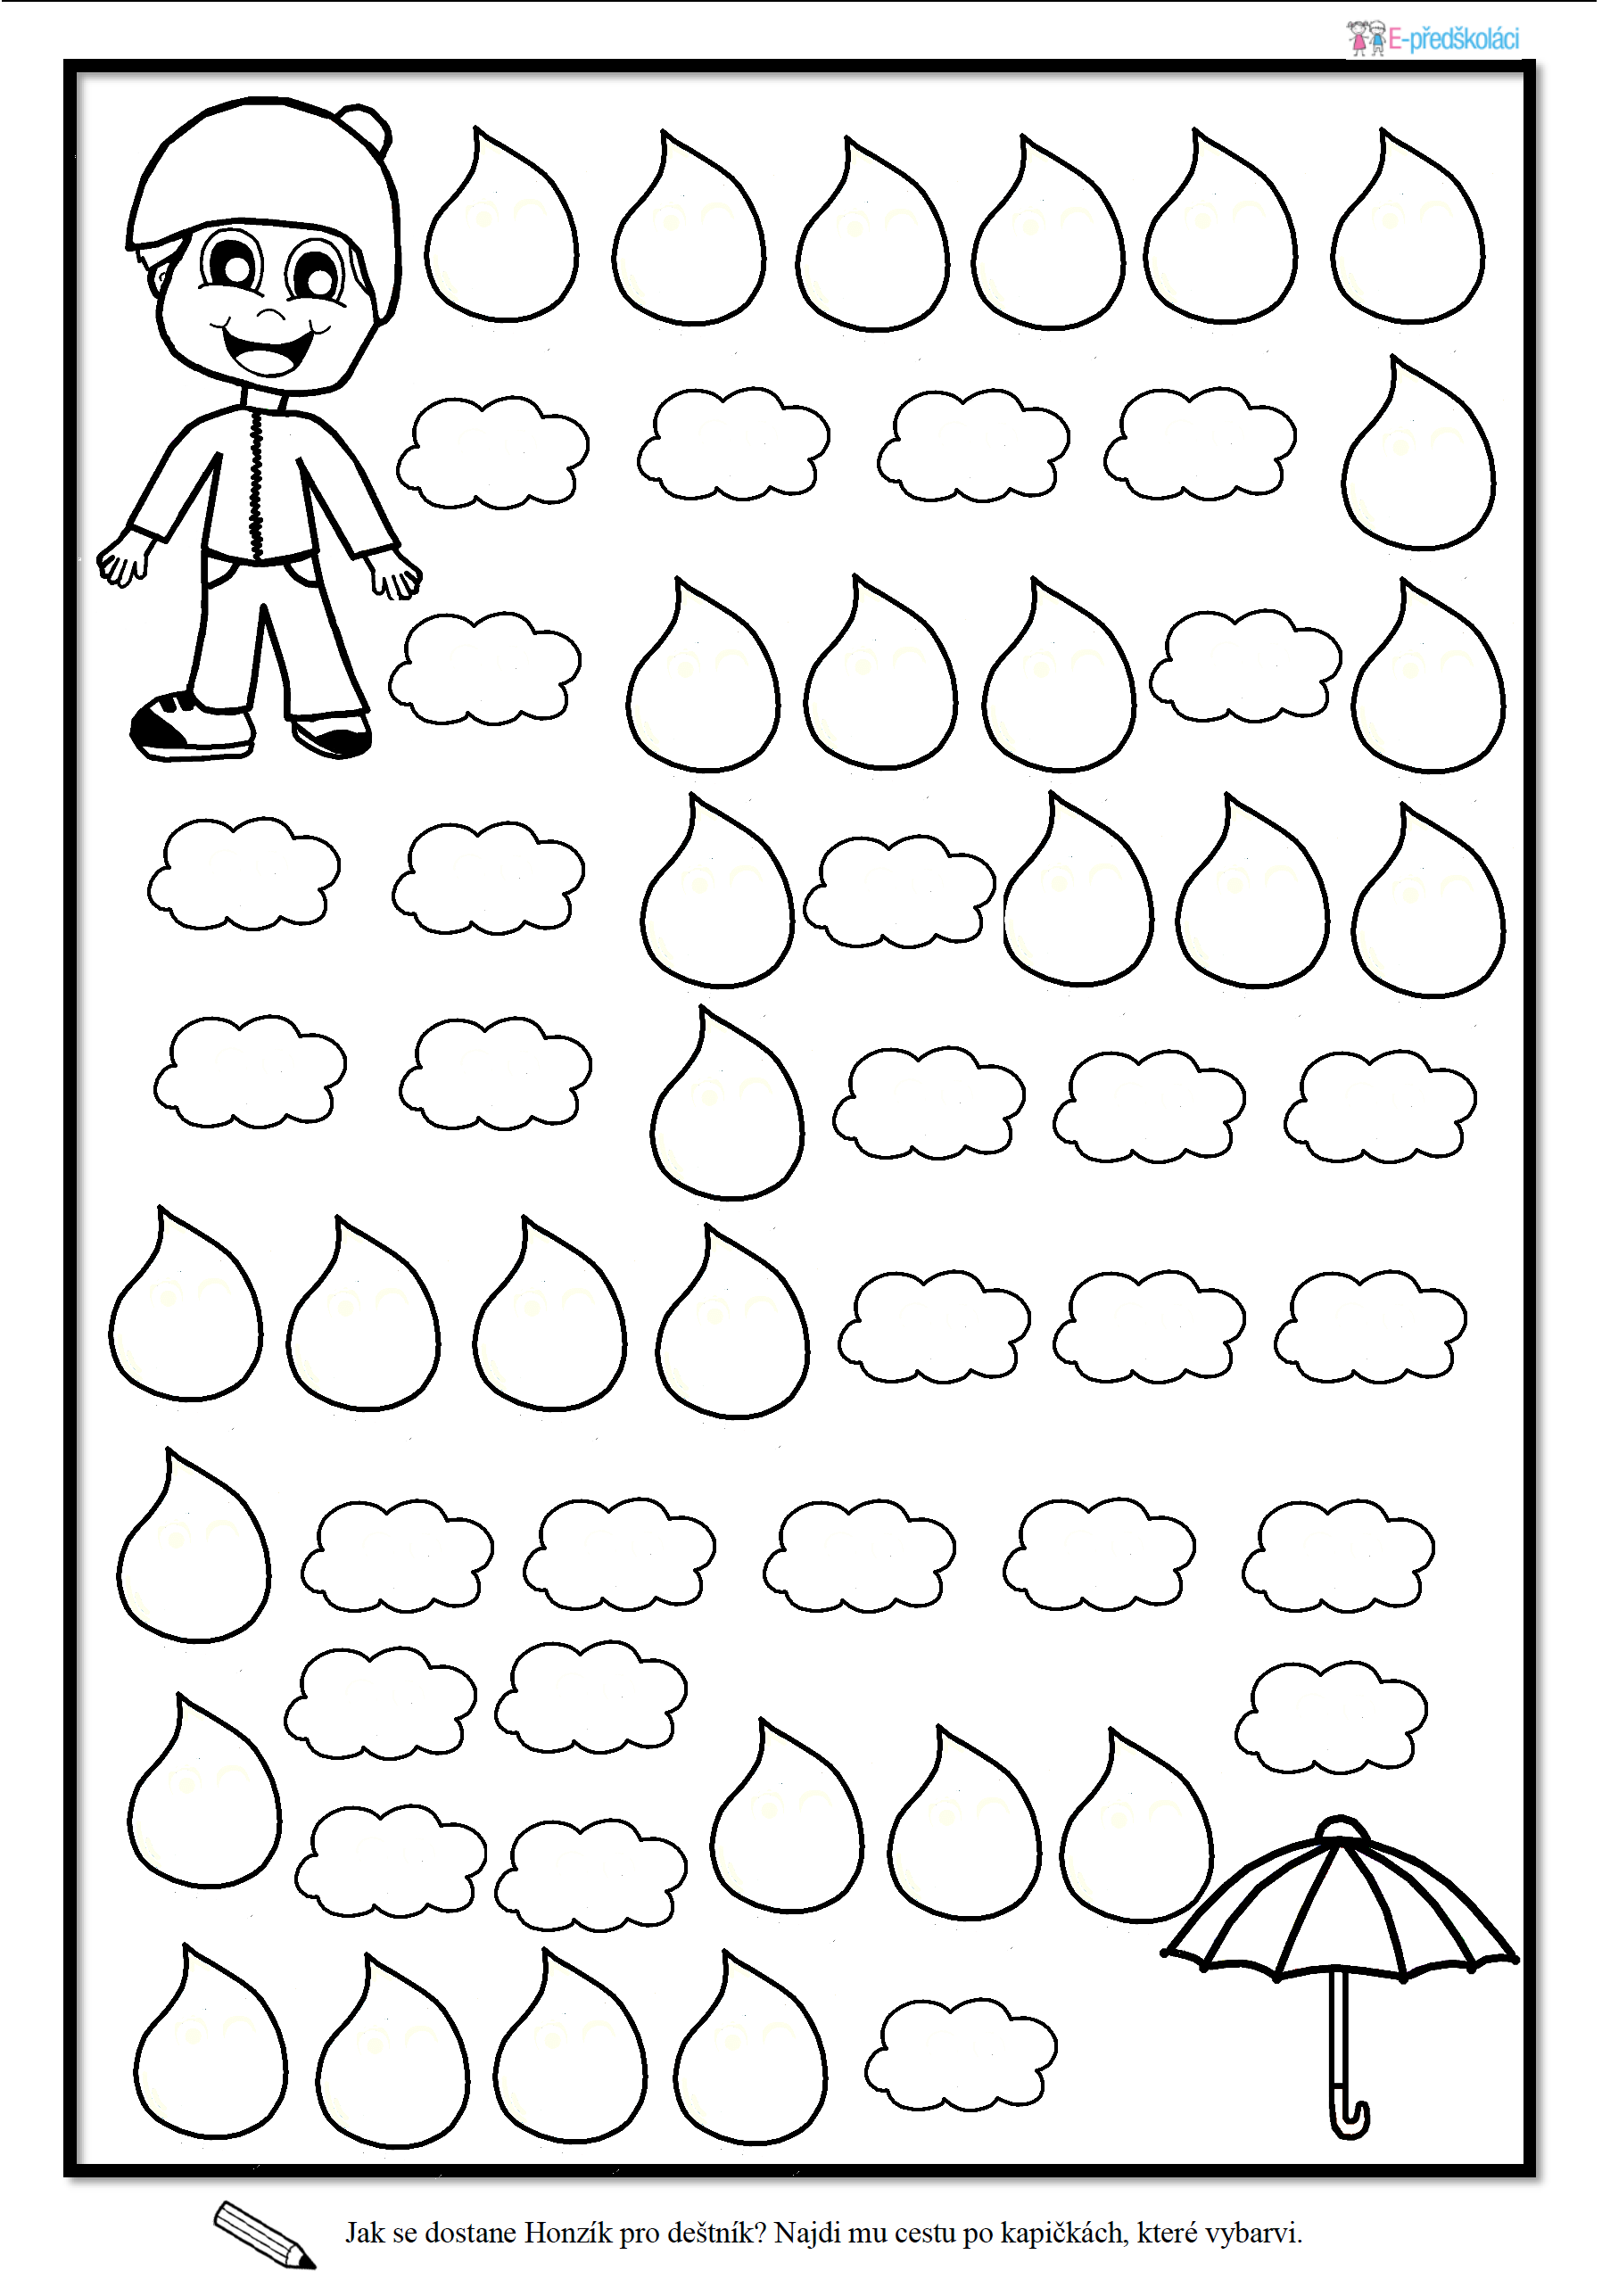 E-předškoláci
Jak se dostane Honzík pro deštník? Najdi mu cestu po kapičkách, které vybarvi.